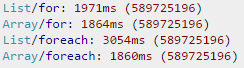 List/for: 1971ms (589725196)
Array/for: 1864ms (589725196)
List/foreach: 3054ms (589725196)
Array/foreach: 1860ms (589725196)